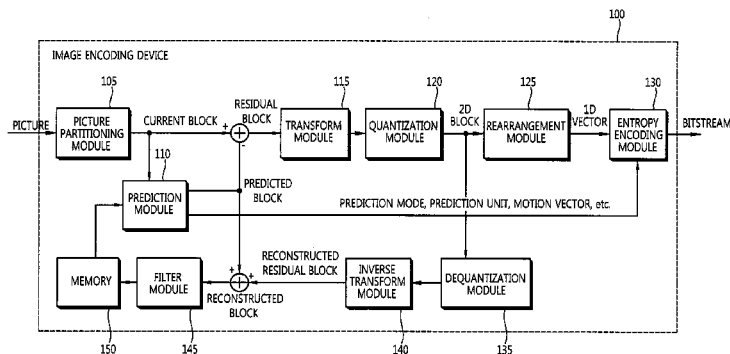 100
IMAGE ENCODING DEVICE
105
115
120
125
130
PICTURE
PICTURE
PARTITIONING
MODULE
CURRENT BLOCK
+
RESIDUAL
BLOCK
TRANSFORM
MODULE
QUANTIZATION
MODULE
2D
BLOCK
REARRANGEMENT
MODULE
1D
VECTOR
ENTROPY
ENCODING
MODULE
BITSTREAM
-
110
PREDICTION
MODULE
PREDICTED
BLOCK
PREDICTION MODE, PREDICTION UNIT, MOTION VECTOR, etc.
MEMORY
FILTER
MODULE
+
+
RECONSTRUCTED
BLOCK
RECONSTRUCTED
RESIDUAL BLOCK
INVERSE
TRANSFORM
MODULE
DEQUANTIZATION
MODULE
150
145
140
135